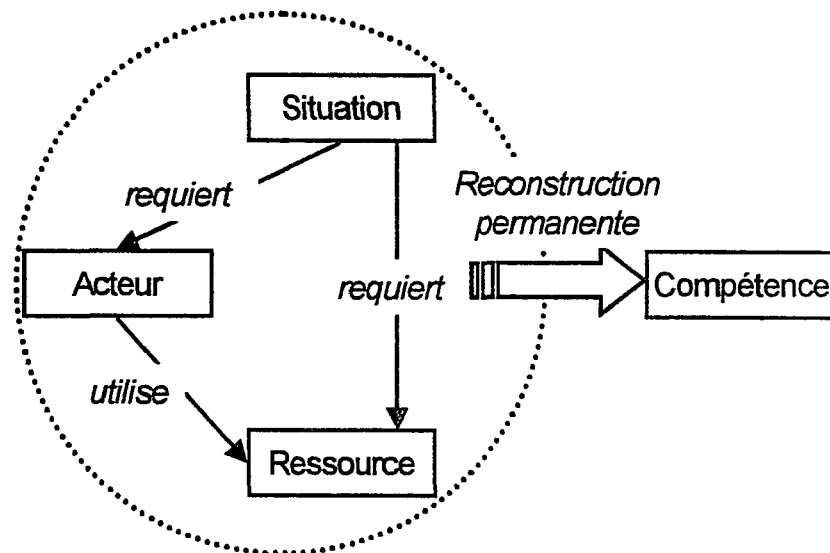 Situation
requiert
Reconstruction
permanente
Acteur
requiert
Compétence
utilise
Ressource